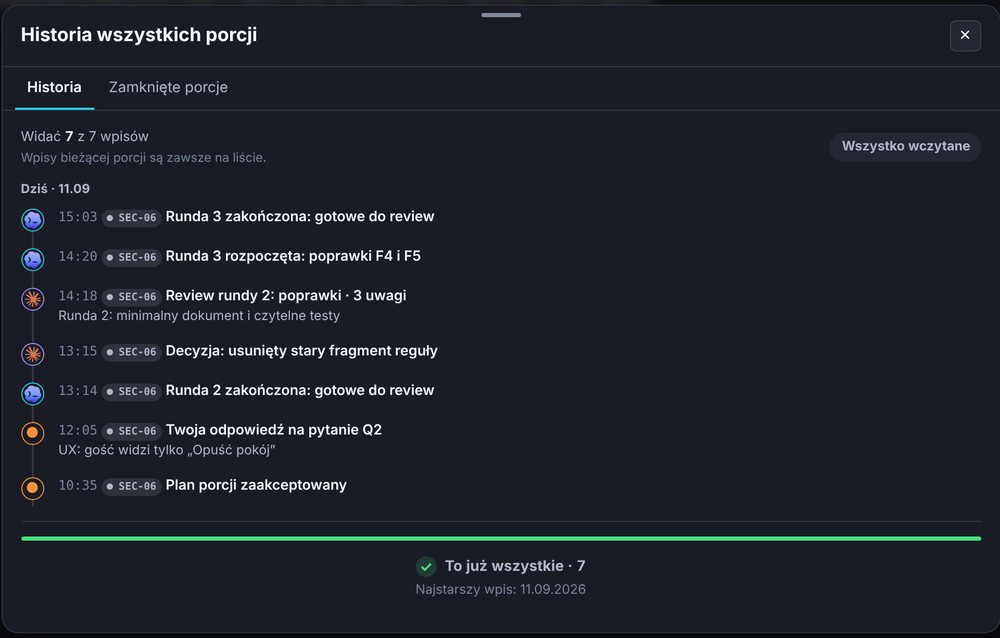 Historia wszystkich porcji
Historia
Zamknięte porcje
Widać 7 z 7 wpisów
Wpisy bieżącej porcji są zawsze na liście.
Wszystko wczytane
Dziś · 11.09
15:03 SEC-06 Runda 3 zakończona: gotowe do review
14:20 SEC-06 Runda 3 rozpoczęta: poprawki F4 i F5
14:18 SEC-06 Review rundy 2: poprawki · 3 uwagi
Runda 2: minimalny dokument i czytelne testy
13:15 SEC-06 Decyzja: usunięty stary fragment reguły
13:14 SEC-06 Runda 2 zakończona: gotowe do review
12:05 SEC-06 Twoja odpowiedź na pytanie Q2
UX: gość widzi tylko „Opuść pokój”
10:35 SEC-06 Plan porcji zaakceptowany
To już wszystkie · 7
Najstarszy wpis: 11.09.2026